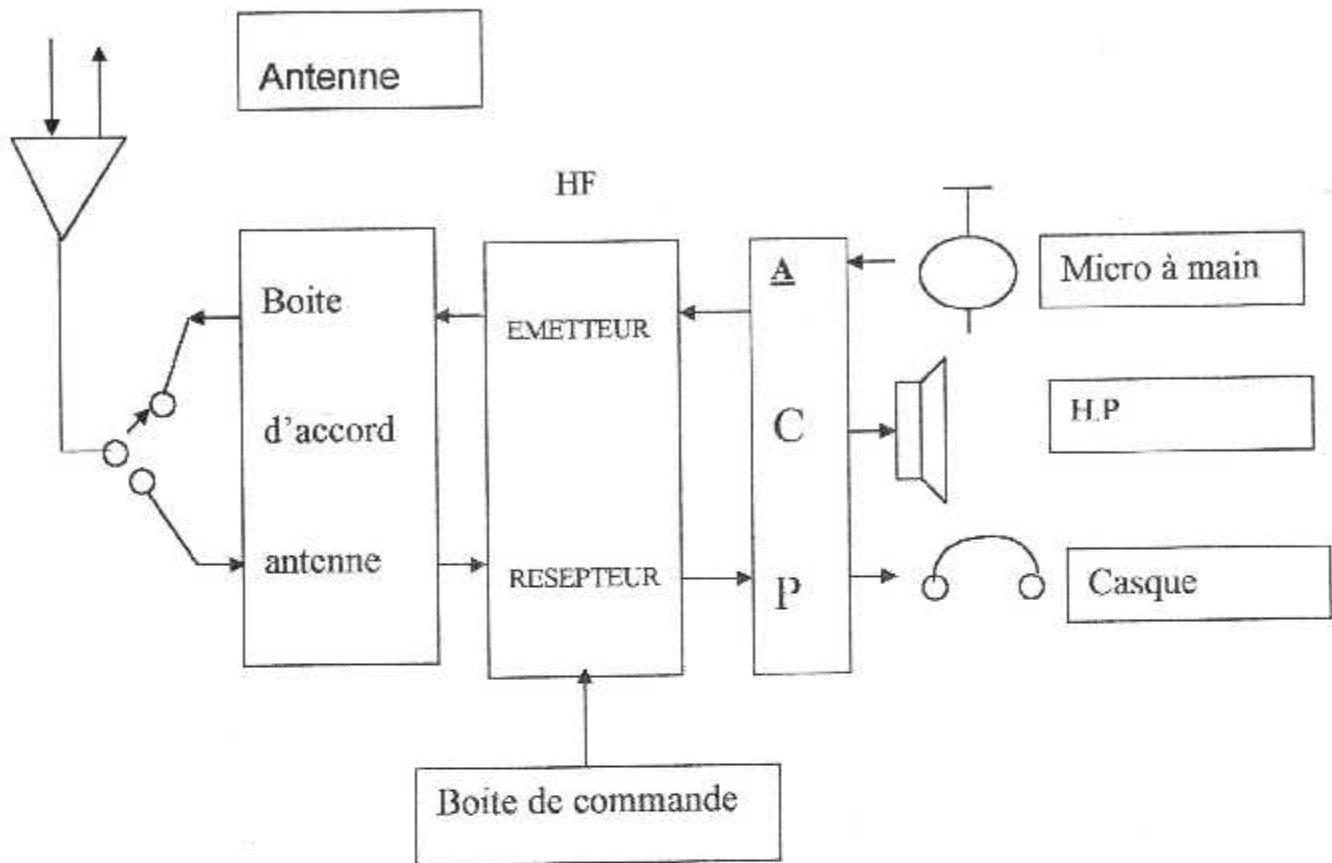 Antenne
HF
Boite
d'accord
antenne
EMETTEUR
RESEPTEUR
A
C
P
Micro à main
H.P
Casque
Boite de commande